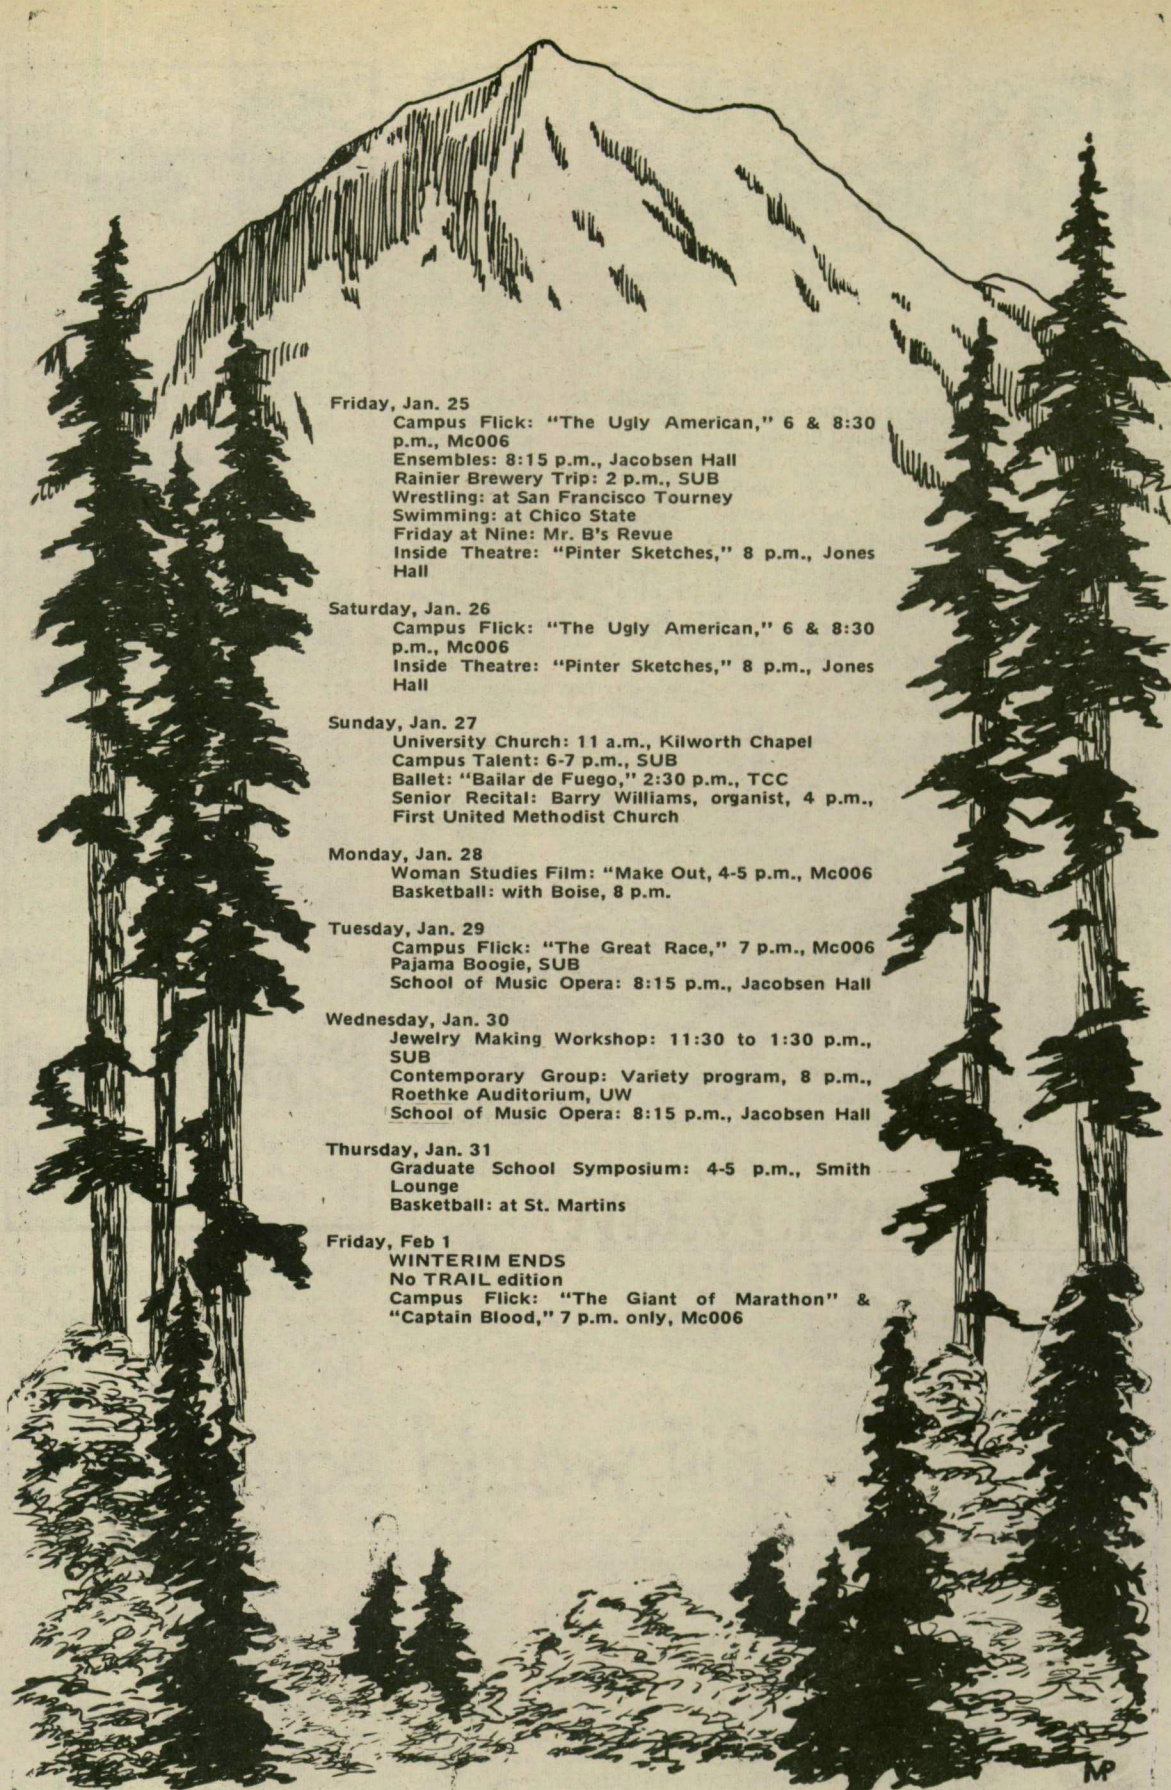 Friday, Jan. 25
Campus Flick: "The Ugly American," 6 & 8:30
p.m., Mc006
Ensembles: 8:15 p.m., Jacobsen Hall
Rainier Brewery Trip: 2 p.m., SUB
Wrestling: at San Francisco Tourney
Swimming: at Chico State
Friday at Nine: Mr. B's Revue
Inside Theatre: "Pinter Sketches," 8 p.m., Jones
Hall
Saturday, Jan. 26
Campus Flick: "The Ugly American," 6 & 8:30
p.m., Mc006
Inside Theatre: "Pinter Sketches," 8 p.m., Jones
Hall
Sunday, Jan. 27
University Church: 11 a.m., Kilworth Chapel
Campus Talent: 6-7 p.m., SUB
Ballet: "Bailar de Fuego," 2:30 p.m., TCC
Senior Recital: Barry Williams, organist, 4 p.m.,
First United Methodist Church
Monday, Jan. 28
Woman Studies Film: "Make Out, 4-5 p.m., Mc006
Basketball: with Boise, 8 p.m.
Tuesday, Jan. 29
Campus Flick: "The Great Race," 7 p.m., Mc006
Pajama Boogie, SUB
School of Music Opera: 8:15 p.m., Jacobsen Hall
Wednesday, Jan. 30
Jewelry Making Workshop: 11:30 to 1:30 p.m.,
SUB
Contemporary Group: Variety program, 8 p.m.,
Roethke Auditorium, UW
School of Music Opera: 8:15 p.m., Jacobsen Hall
Thursday, Jan. 31
Graduate School Symposium: 4-5 p.m., Smith
Lounge
Basketball: at St. Martins
Friday, Feb 1
WINTERIM ENDS
No TRAIL edition
Campus Flick: "The Giant of Marathon" &
"Captain Blood," 7 p.m. only, Mc006
MP